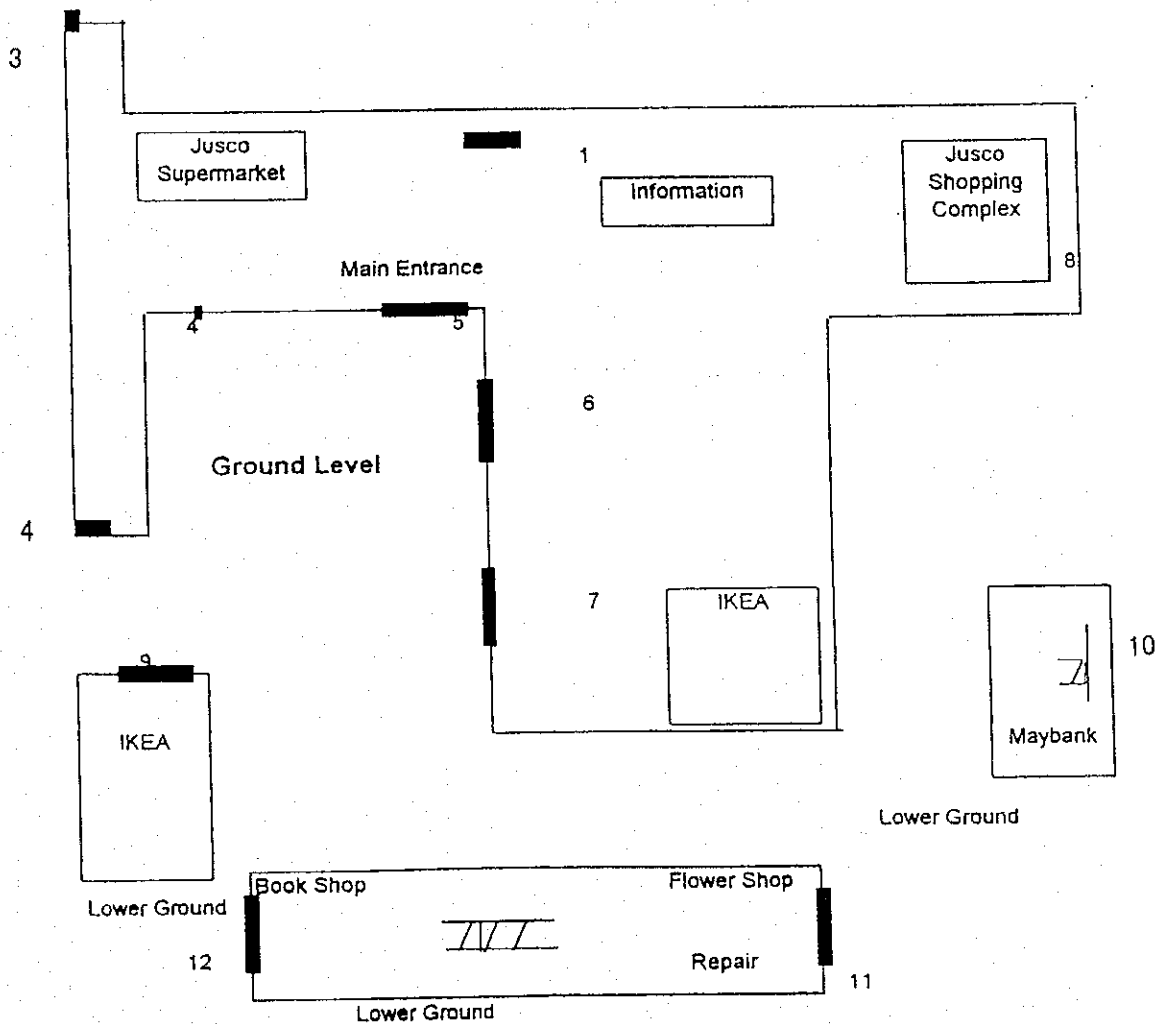 3
Jusco
Supermarket
1
Information
Jusco
Shopping
Complex
8
Main Entrance
4
5
6
Ground Level
4
7
IKEA
10
9
IKEA
Maybank
Lower Ground
Book Shop
Flower Shop
Lower Ground
12
Repair
11
Lower Ground